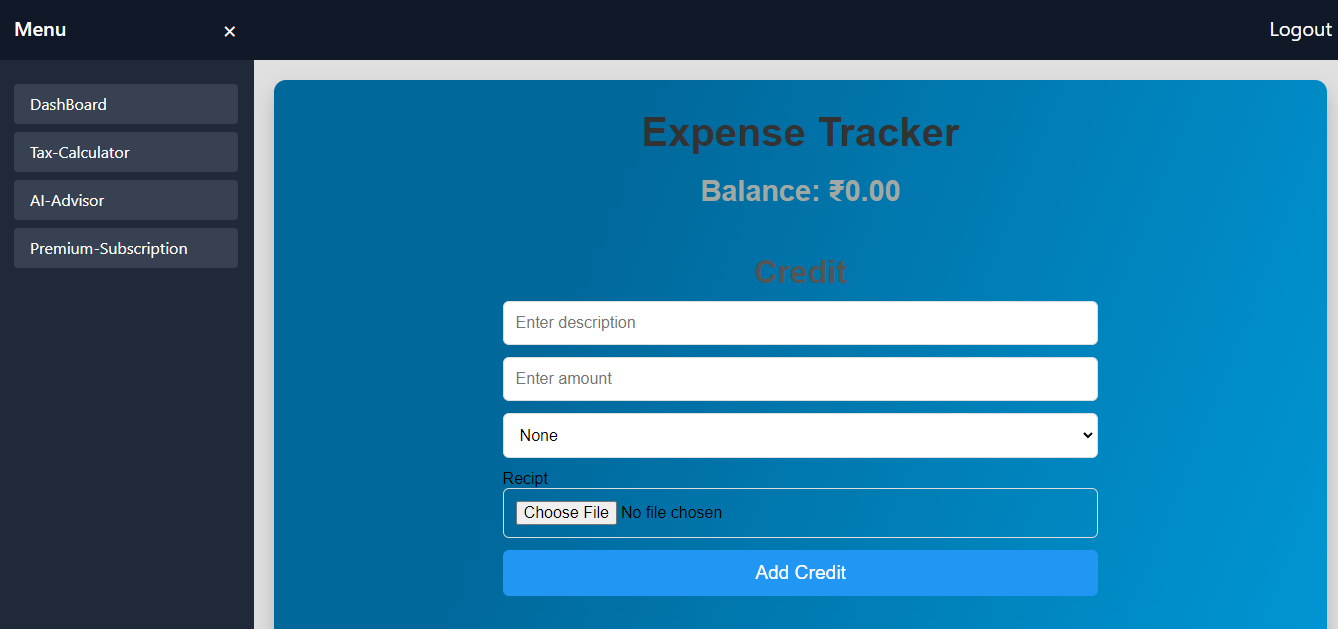 Menu
×
Logout
DashBoard
Tax-Calculator
AI-Advisor
Premium-Subscription
Expense Tracker
Balance: ₹0.00
Credit
Enter description
Enter amount
None
Recipt
Choose File No file chosen
Add Credit